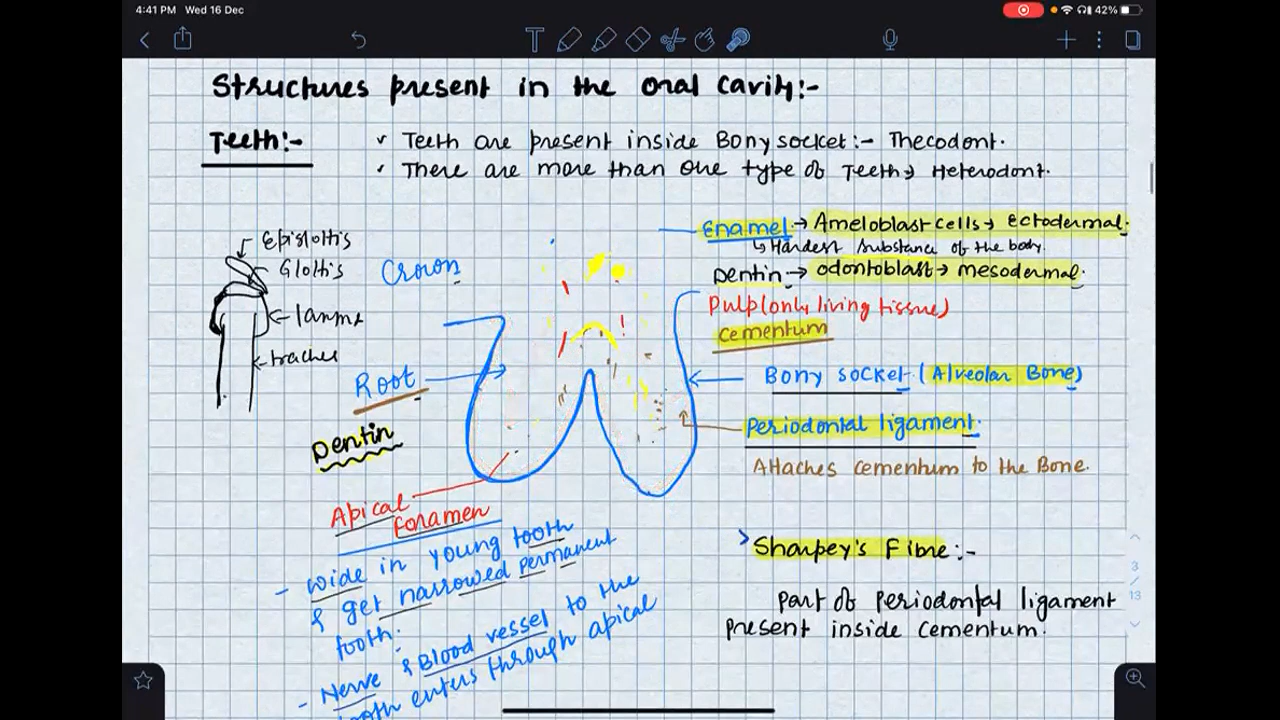 4:41 PM Wed 16 Dec
42%
Structures present in the oral cavity:-
Teeth:-
Teeth are present inside Bony socket:- Thecodont.
There are more than one type of Teeth → Heterodont.
Enamel → Ameloblast cells → Ectodermal
↳ Hardest substance of the body.
Dentin → odontoblast → mesodermal
Pulp(only living tissue)
cementum
Epiglottis
Glottis
Crown
Root
Bony socket (Alveolar Bone)
Dentin
Periodontal ligament
Attaches cementum to the Bone.
Apical
foramen
- wide in young tooth
& get narrowed permanent
tooth.
- Nerve & Blood vessel to the
tooth enters through apical
Sharpey's Fibre:-
part of periodontal ligament
present inside cementum.
3
/
13